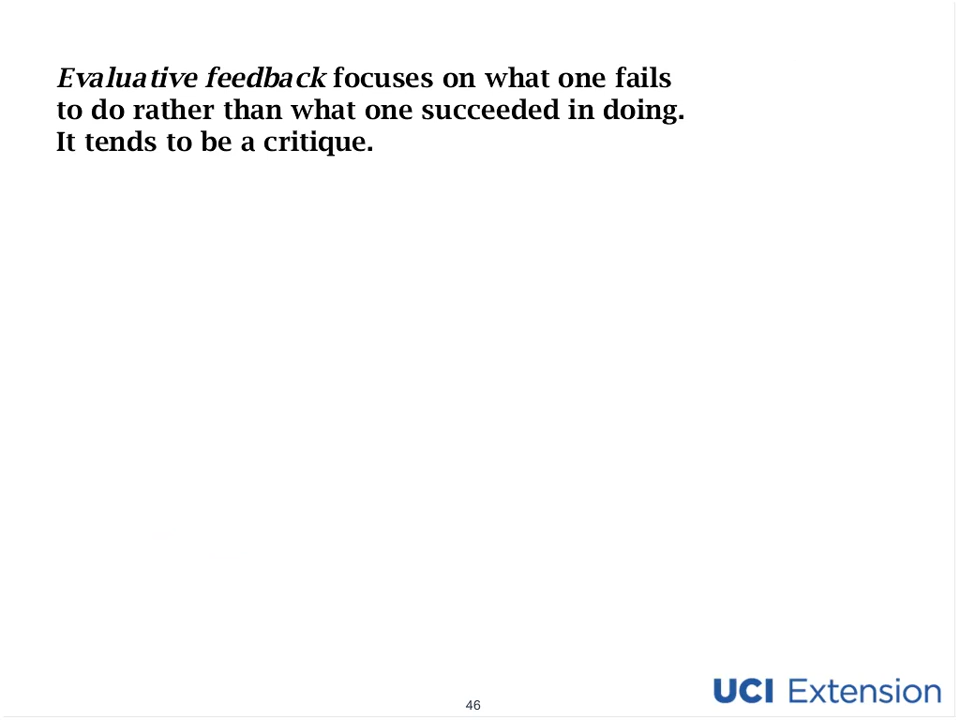 Evaluative feedback focuses on what one fails
to do rather than what one succeeded in doing.
It tends to be a critique.
46
UCI Extension